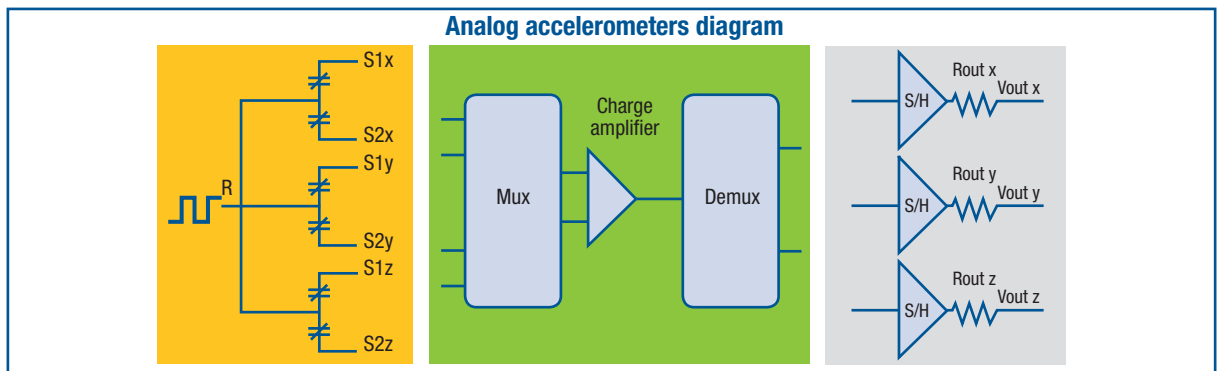 Analog accelerometers diagram
S1x
S2x
S1y
R
S2y
S1z
S2z
Mux
Charge
amplifier
Demux
S/H
Rout x
Vout x
S/H
Rout y
Vout y
S/H
Rout z
Vout z